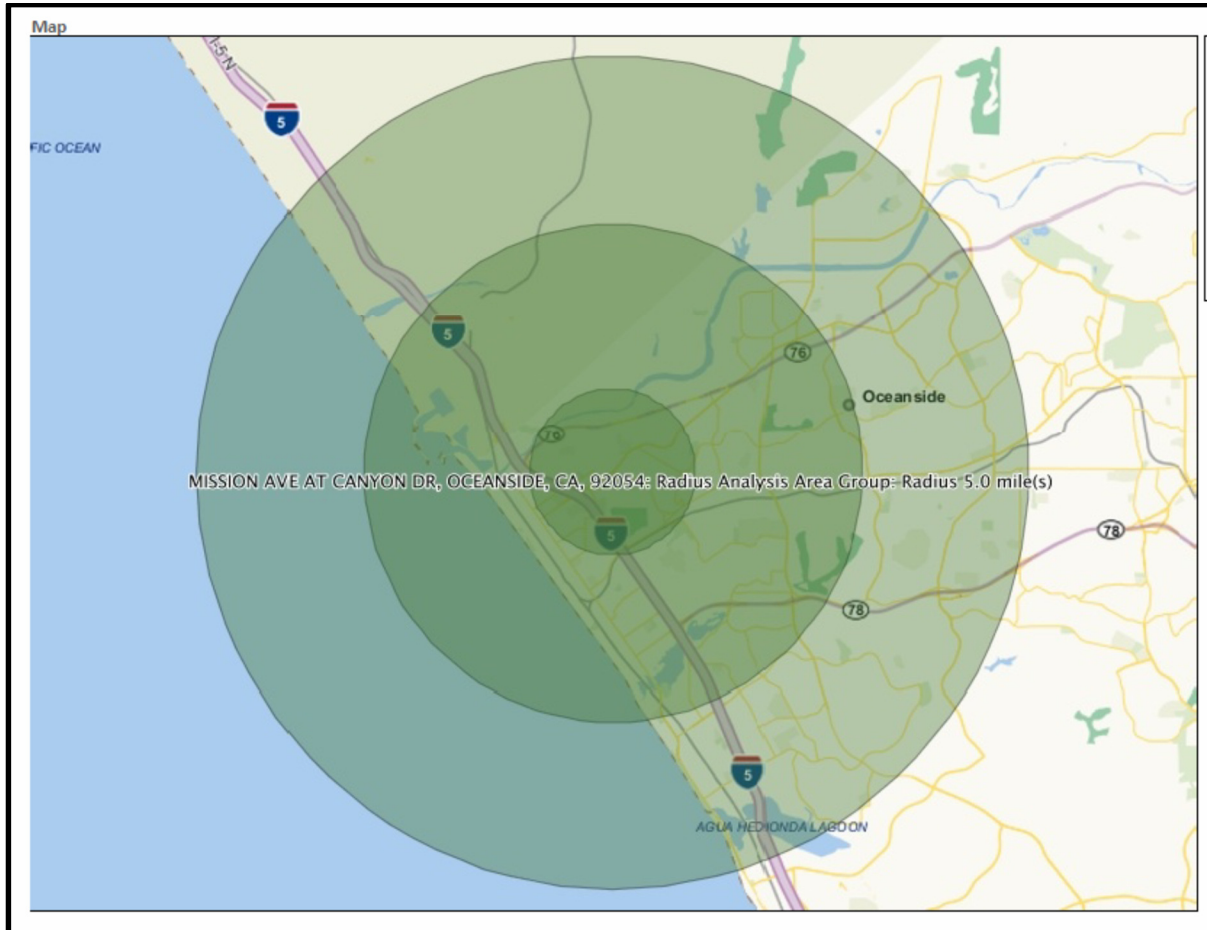 Map
I-5 N
5
FIC OCEAN
5
76
Oceanside
76
MISSION AVE AT CANYON DR, OCEANSIDE, CA, 92054: Radius Analysis Area Group: Radius 5.0 mile(s)
5
78
78
5
AGUA HEDIONDA LAGOON